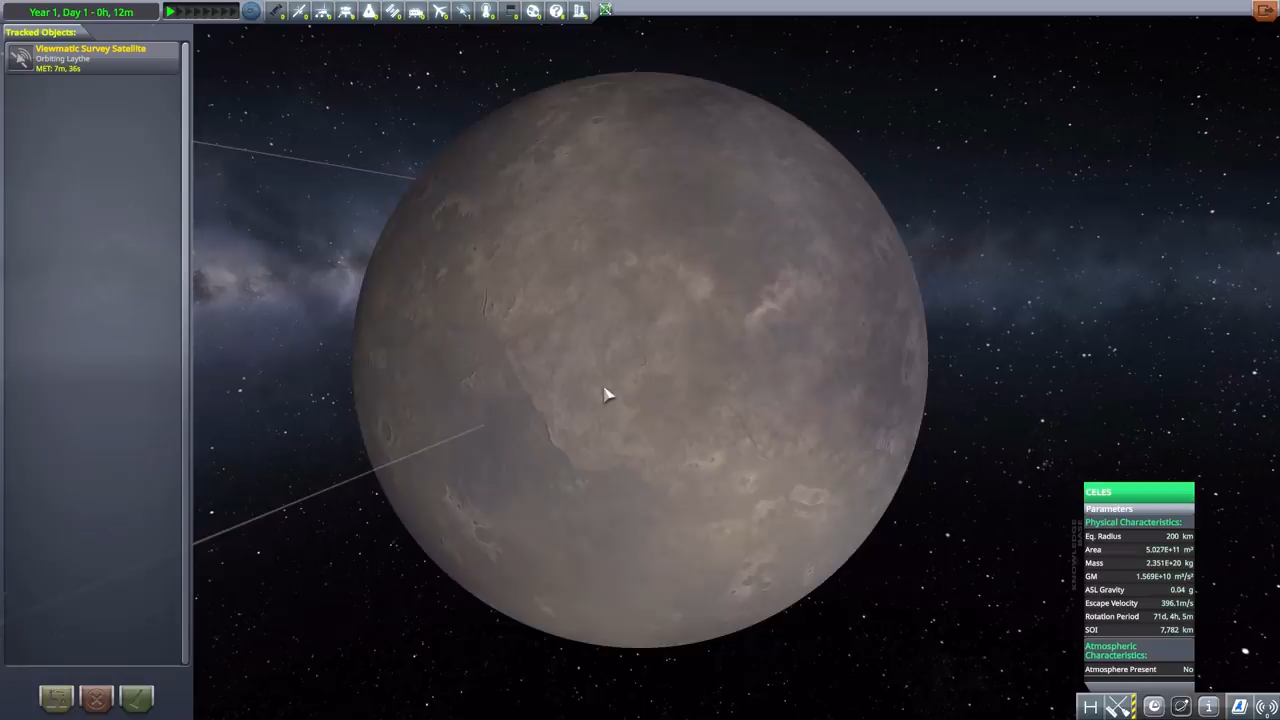 Year 1, Day 1 - 0h, 12m
Tracked Objects:
Viewmatic Survey Satellite
Orbiting Laythe
MET: 7m, 36s
CELES
Parameters
KNOWLEDGE BASE
Physical Characteristics:
Eq. Radius 200 km
Area 5.027E+11 m²
Mass 2.351E+20 kg
GM 1.569E+10 m³/s²
ASL Gravity 0.04 g
Escape Velocity 396.1m/s
Rotation Period 71d, 4h, 5m
SOI 7,782 km
Atmospheric
Characteristics:
Atmosphere Present No